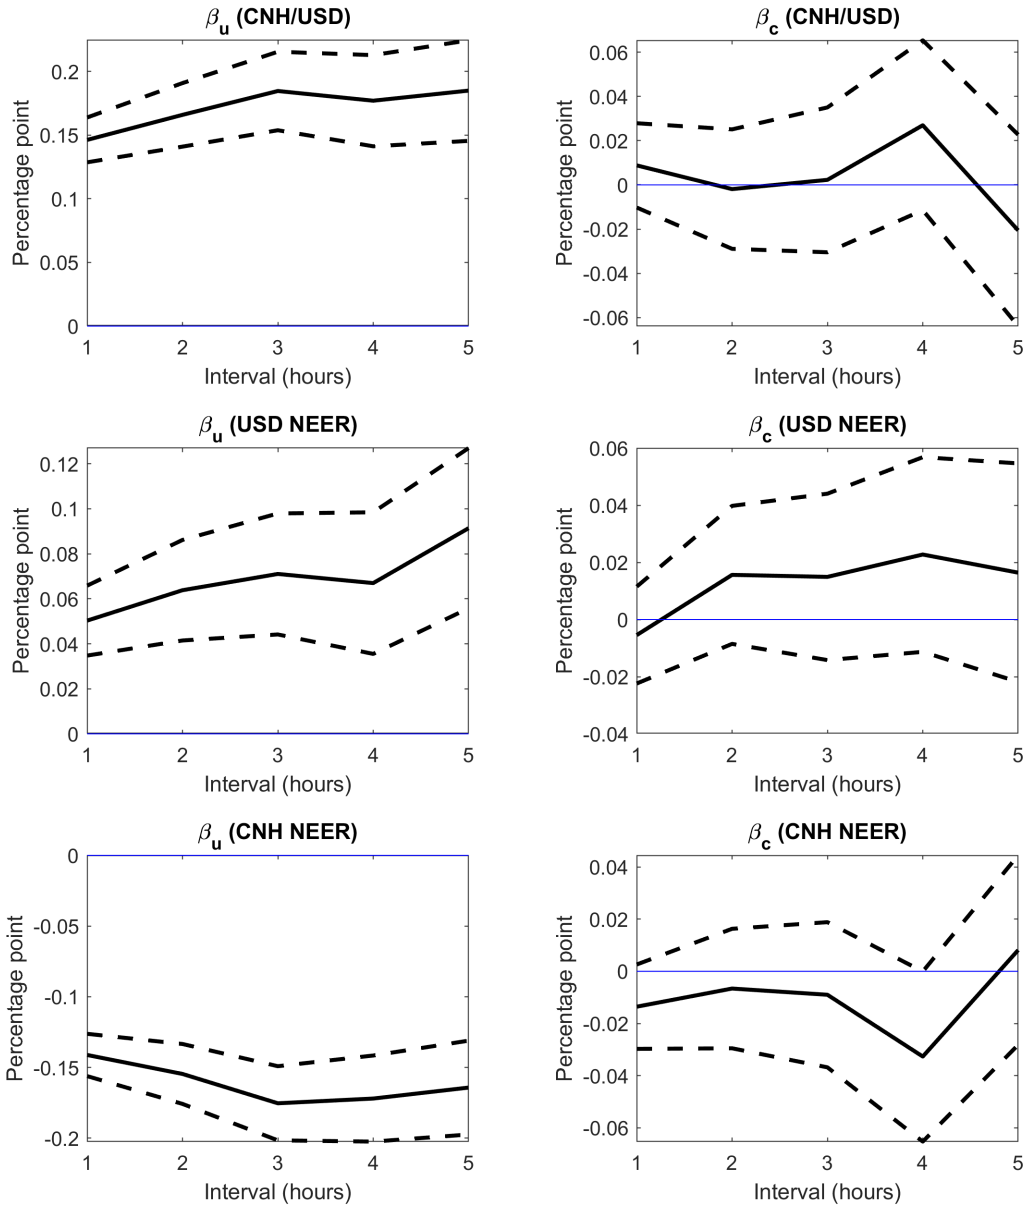 β_u (CNH/USD)
Percentage point
0.2
0.15
0.1
0.05
0
1 2 3 4 5
Interval (hours)
β_c (CNH/USD)
Percentage point
0.06
0.04
0.02
0
-0.02
-0.04
-0.06
1 2 3 4 5
Interval (hours)
β_u (USD NEER)
Percentage point
0.12
0.1
0.08
0.06
0.04
0.02
0
1 2 3 4 5
Interval (hours)
β_c (USD NEER)
Percentage point
0.06
0.04
0.02
0
-0.02
-0.04
1 2 3 4 5
Interval (hours)
β_u (CNH NEER)
Percentage point
0
-0.05
-0.1
-0.15
-0.2
1 2 3 4 5
Interval (hours)
β_c (CNH NEER)
Percentage point
0.04
0.02
0
-0.02
-0.04
-0.06
1 2 3 4 5
Interval (hours)